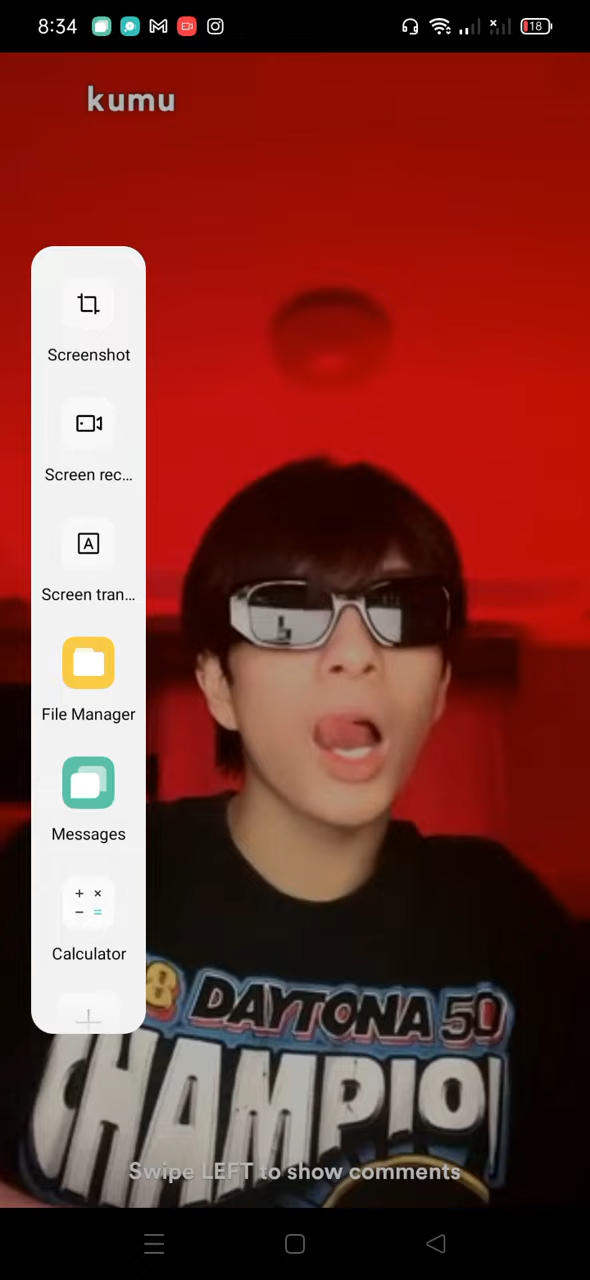 8:34
18
kumu
Screenshot
Screen rec...
Screen tran...
File Manager
Messages
A
Calculator
8 DAYTONA 50
CHAMPIO
Swipe LEFT to show comments